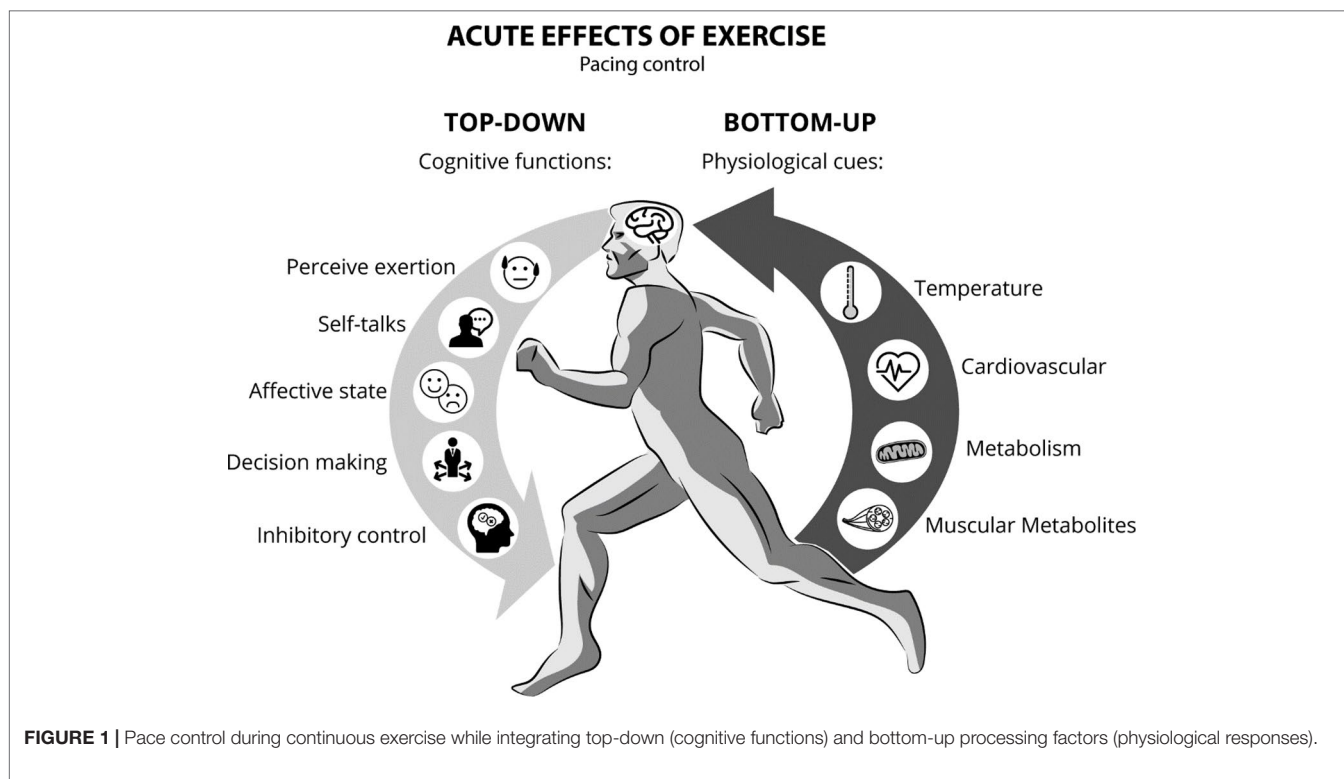 ACUTE EFFECTS OF EXERCISE
Pacing control
TOP-DOWN
Cognitive functions:
Perceive exertion
Self-talks
Affective state
Decision making
Inhibitory control
BOTTOM-UP
Physiological cues:
Temperature
Cardiovascular
Metabolism
Muscular Metabolites
FIGURE 1 | Pace control during continuous exercise while integrating top-down (cognitive functions) and bottom-up processing factors (physiological responses).